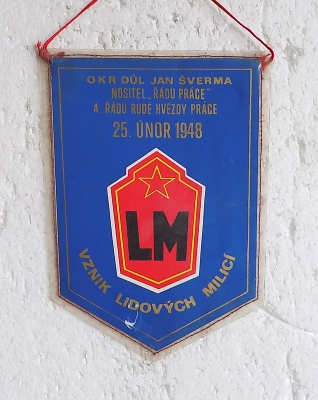 OKR DŮL JAN ŠVERMA
NOSITEL „ŘÁDU PRÁCE"
A „ŘÁDU RUDÉ HVĚZDY PRÁCE
25. ÚNOR 1948
LM
VZNIK LIDOVÝCH MILICÍ